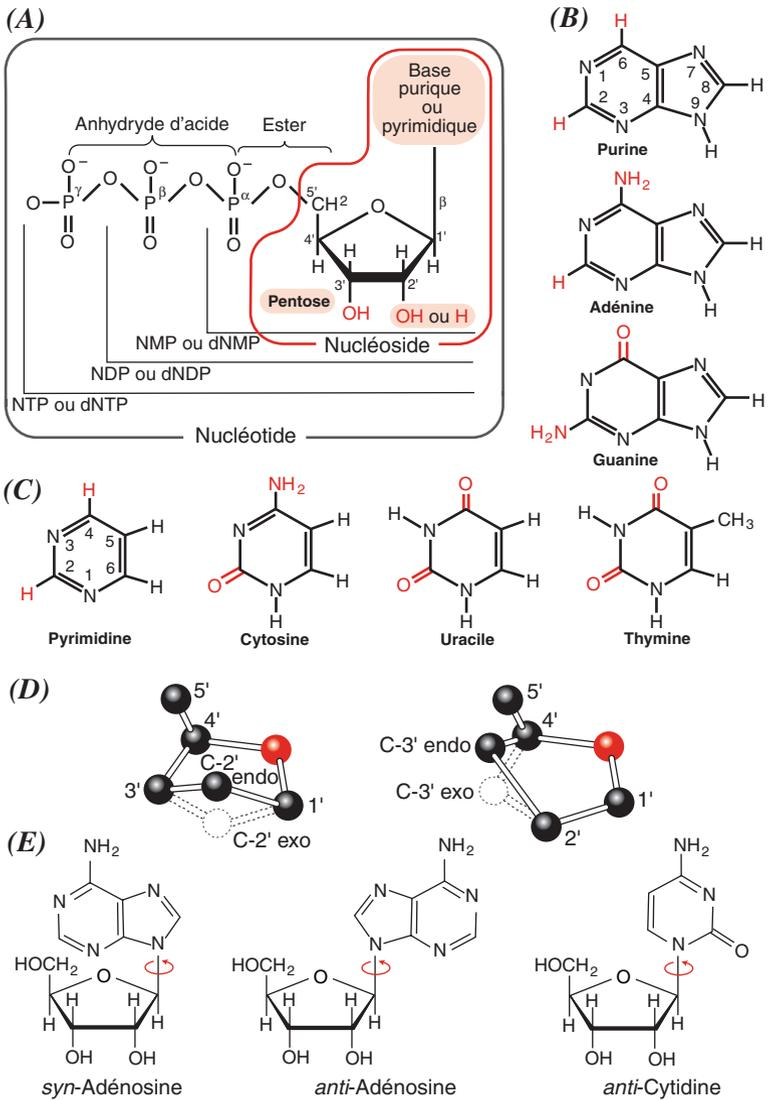 (A)
Base
purique
ou
pyrimidique
Anhydryde d'acide
Ester
O⁻ O⁻ O⁻
O P γ O P β O P α O 5' CH2
O O O
O β
4' 1'
H H H H
3' 2'
Pentose
OH
OH ou H
NMP ou dNMP
Nucléoside
NDP ou dNDP
NTP ou dNTP
Nucléotide
(B)
H
N 1 2 3 4 5 6 7 8 9 N
H N N H
H
Purine
NH₂
N N
H N N H
H
Adénine
O
N N
H₂N N N H
H
Guanine
(C)
H
N 3 4 5 H
2 1 6
H N H
Pyrimidine
NH₂
N H
O N H
H
Cytosine
O
H N H
O N H
H
Uracile
O
H N CH₃
O N H
H
Thymine
(D)
5'
4'
C-2'
endo
3'
1'
C-2' exo
5'
4'
C-3' endo
C-3' exo
1'
2'
(E)
NH₂
N N
N N
HOCH₂ O
H H H H
OH OH
syn-Adénosine
NH₂
N N
N N
HOCH₂ O
H H H H
OH OH
anti-Adénosine
NH₂
N
N O
HOCH₂ O
H H H H
OH OH
anti-Cytidine